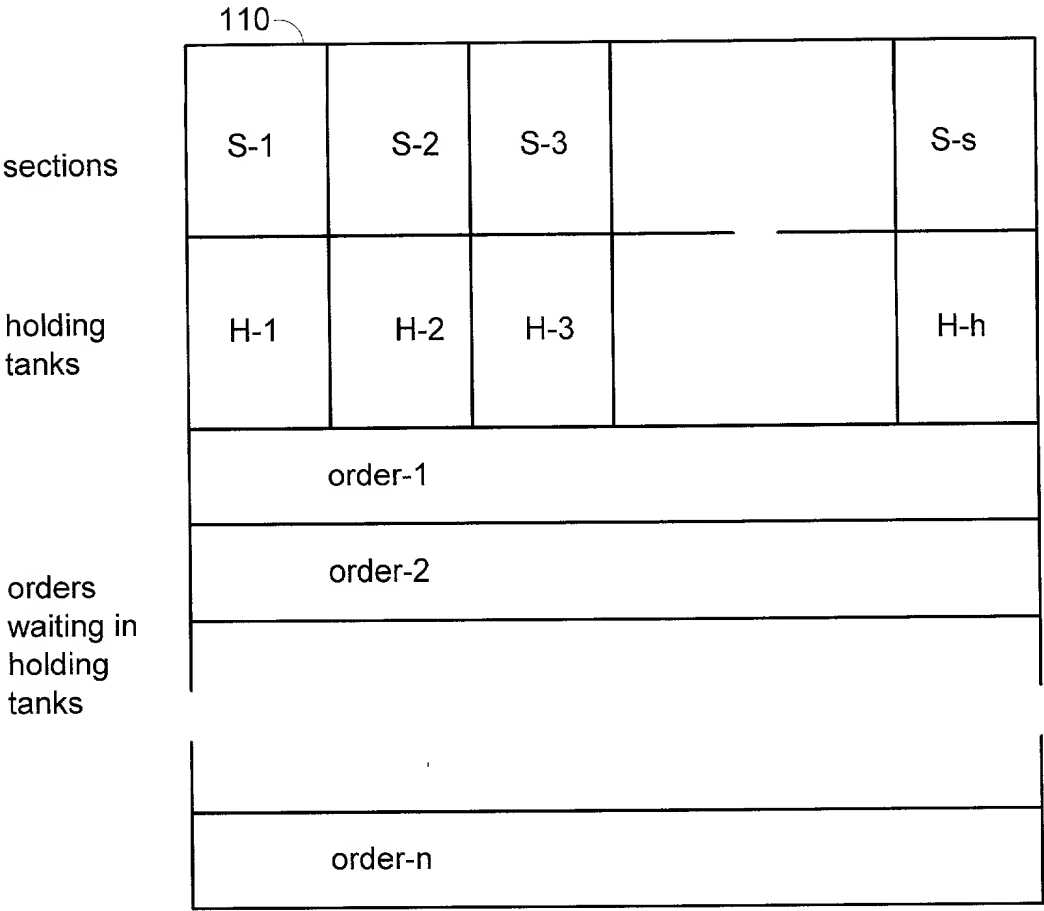 110
sections
S-1
S-2
S-3
S-s
holding
tanks
H-1
H-2
H-3
H-h
order-1
order-2
orders
waiting in
holding
tanks
order-n